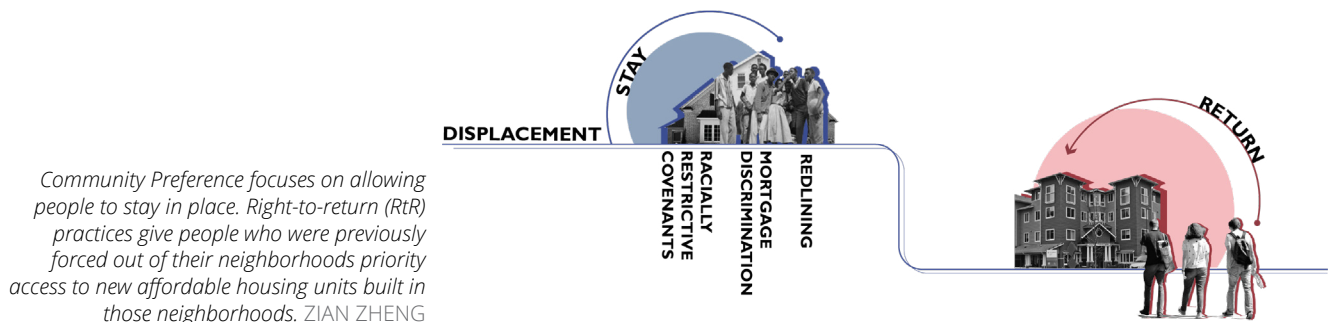 Community Preference focuses on allowing
people to stay in place. Right-to-return (RtR)
practices give people who were previously
forced out of their neighborhoods priority
access to new affordable housing units built in
those neighborhoods. ZIAN ZHENG
DISPLACEMENT
STAY
RACIALLY
RESTRICTIVE
COVENANTS
MORTGAGE
DISCRIMINATION
REDLINING
RETURN